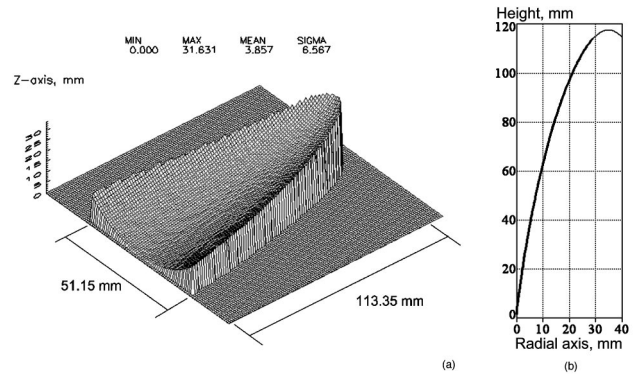 MIN MAX MEAN SIGMA
0.000 31.631 3.857 6.567
Z-axis, mm
0
51.15 mm
113.35 mm
(a)
Height, mm
120
100
80
60
40
20
0
0 10 20 30 40
Radial axis, mm
(b)